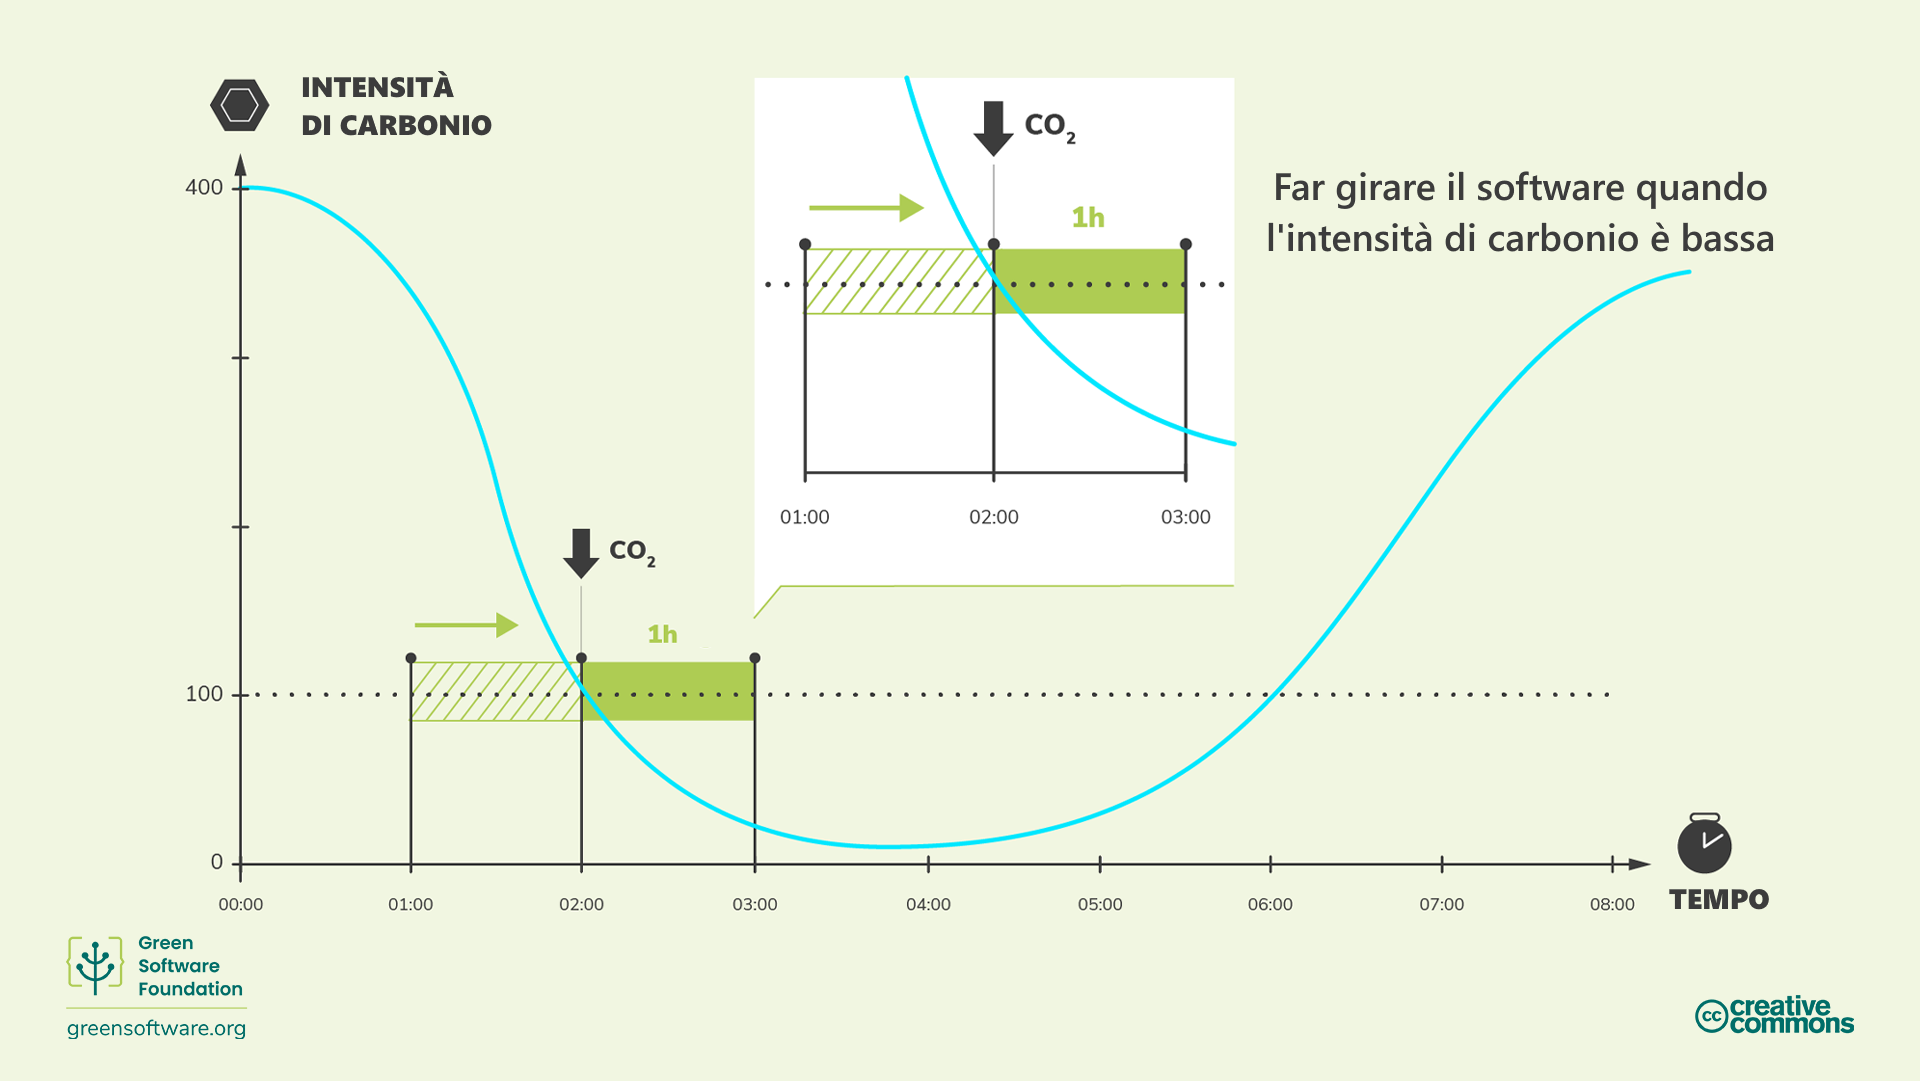 INTENSITÀ
DI CARBONIO
400
100
0
CO₂
1h
01:00 02:00 03:00
Far girare il software quando
l'intensità di carbonio è bassa
CO₂
1h
00:00 01:00 02:00 03:00 04:00 05:00 06:00 07:00 08:00
TEMPO
Green
Software
Foundation
greensoftware.org
cc creative
commons